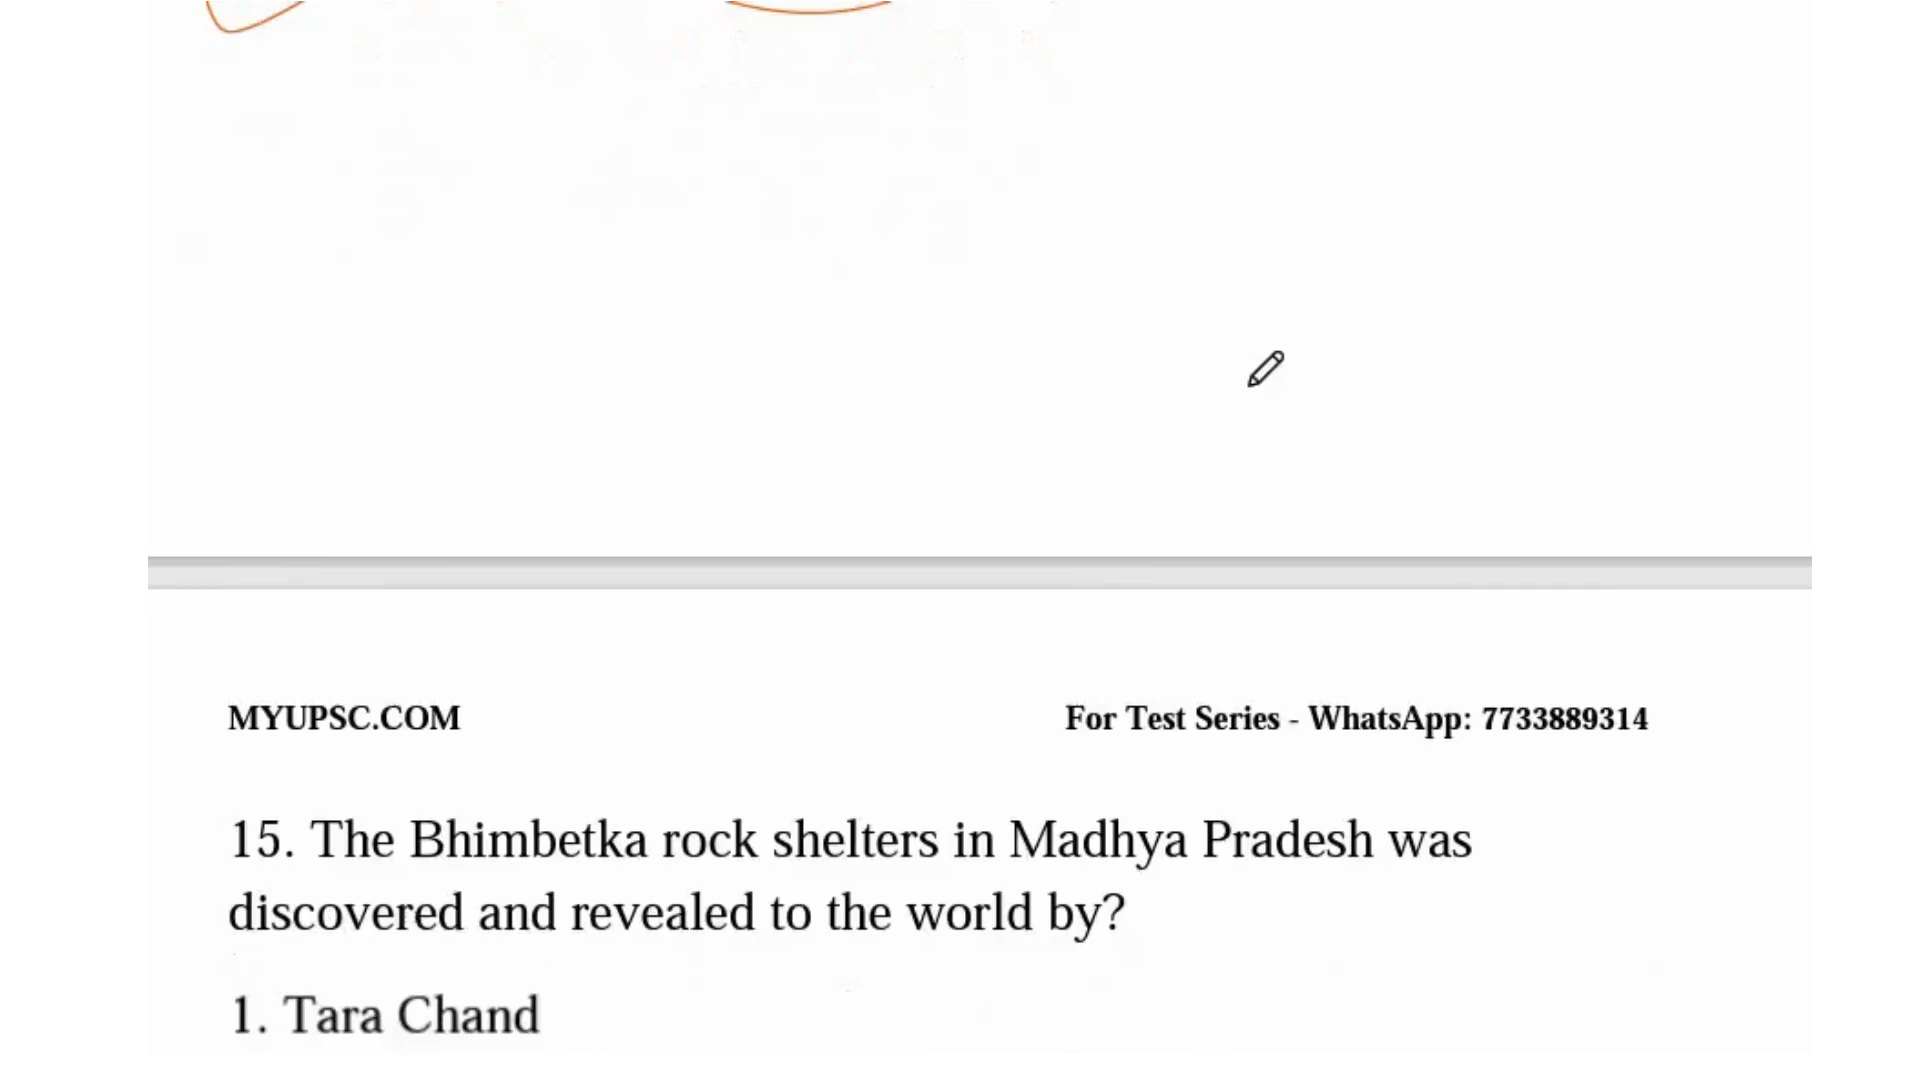 MYUPSC.COM
For Test Series - WhatsApp: 7733889314
15. The Bhimbetka rock shelters in Madhya Pradesh was
discovered and revealed to the world by?
1. Tara Chand